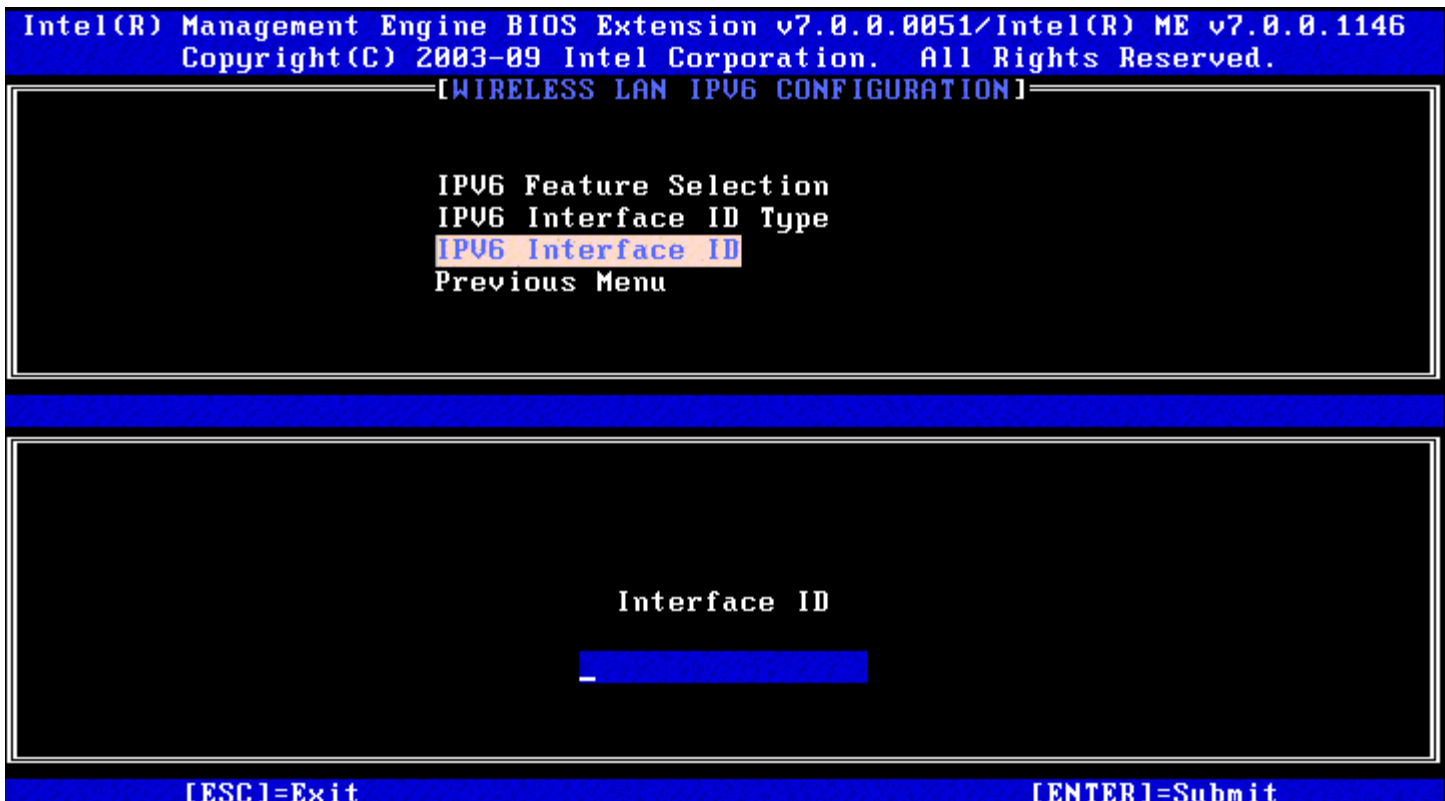 Intel(R) Management Engine BIOS Extension v7.0.0.0051/Intel(R) ME v7.0.0.1146
Copyright(C) 2003-09 Intel Corporation. All Rights Reserved.
[WIRELESS LAN IPV6 CONFIGURATION]
IPV6 Feature Selection
IPV6 Interface ID Type
IPV6 Interface ID
Previous Menu
Interface ID
[ESC]=Exit [ENTER]=Submit